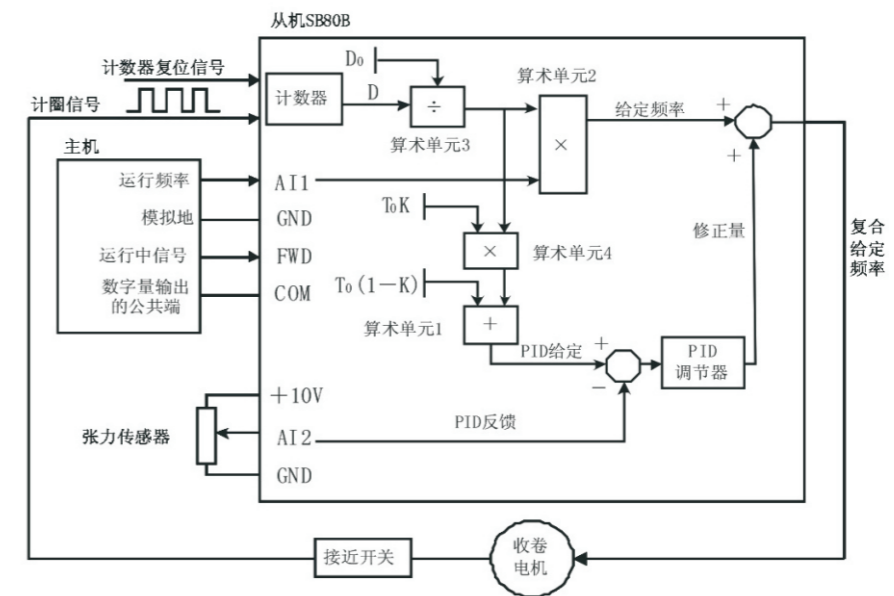 从机SB80B
计数器复位信号
计圈信号
计数器
D
D₀
÷
算术单元3
算术单元2
×
给定频率
+
+
主机
运行频率
模拟地
运行中信号
数字量输出
的公共端
AI1
GND
FWD
COM
T₀K
×
算术单元4
T₀(1-K)
+
算术单元1
修正量
复合
给定
频率
PID给定
+
-
PID
调节器
张力传感器
+10V
AI2
GND
PID反馈
接近开关
收卷
电机